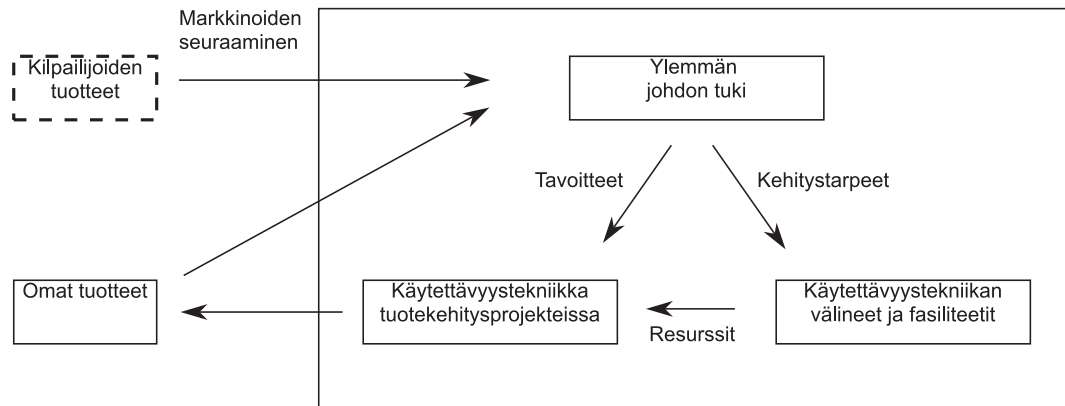 Markkinoiden
seuraaminen
Kilpailijoiden
tuotteet
Ylemmän
johdon tuki
Tavoitteet
Kehitystarpeet
Omat tuotteet
Käytettävyystekniikka
tuotekehitysprojekteissa
Resurssit
Käytettävyystekniikan
välineet ja fasiliteetit